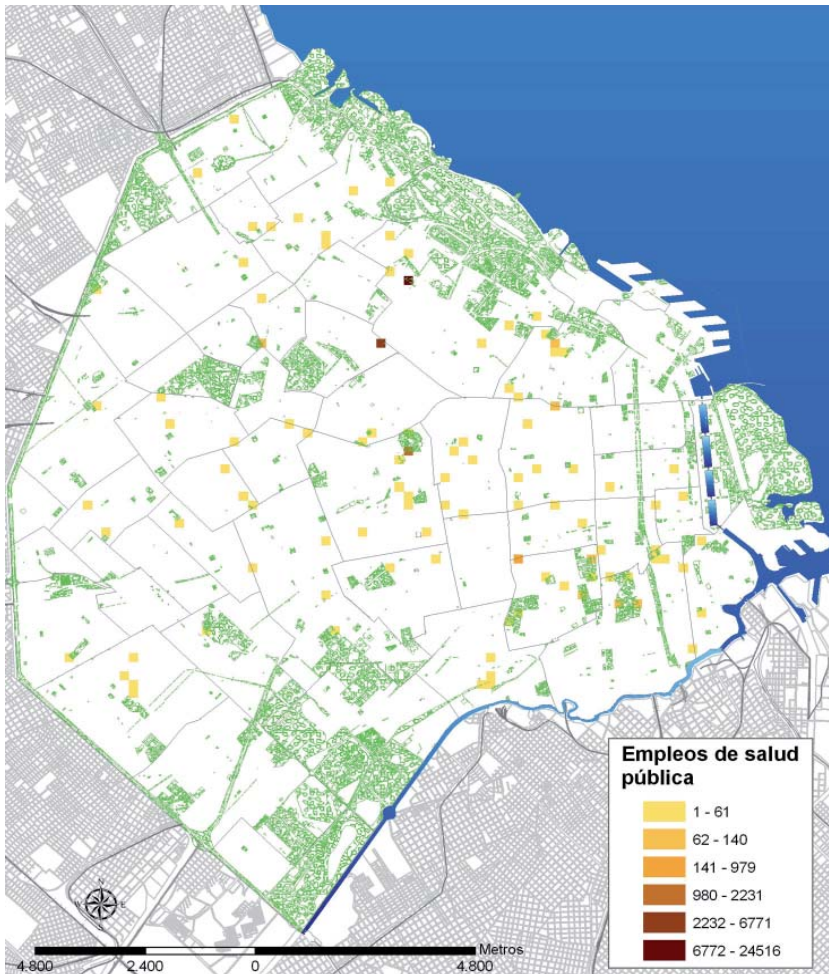 Empleos de salud
pública
1 - 61
62 - 140
141 - 979
980 - 2231
2232 - 6771
6772 - 24516
N
W E
S
Metros
4.800 2.400 0 4.800